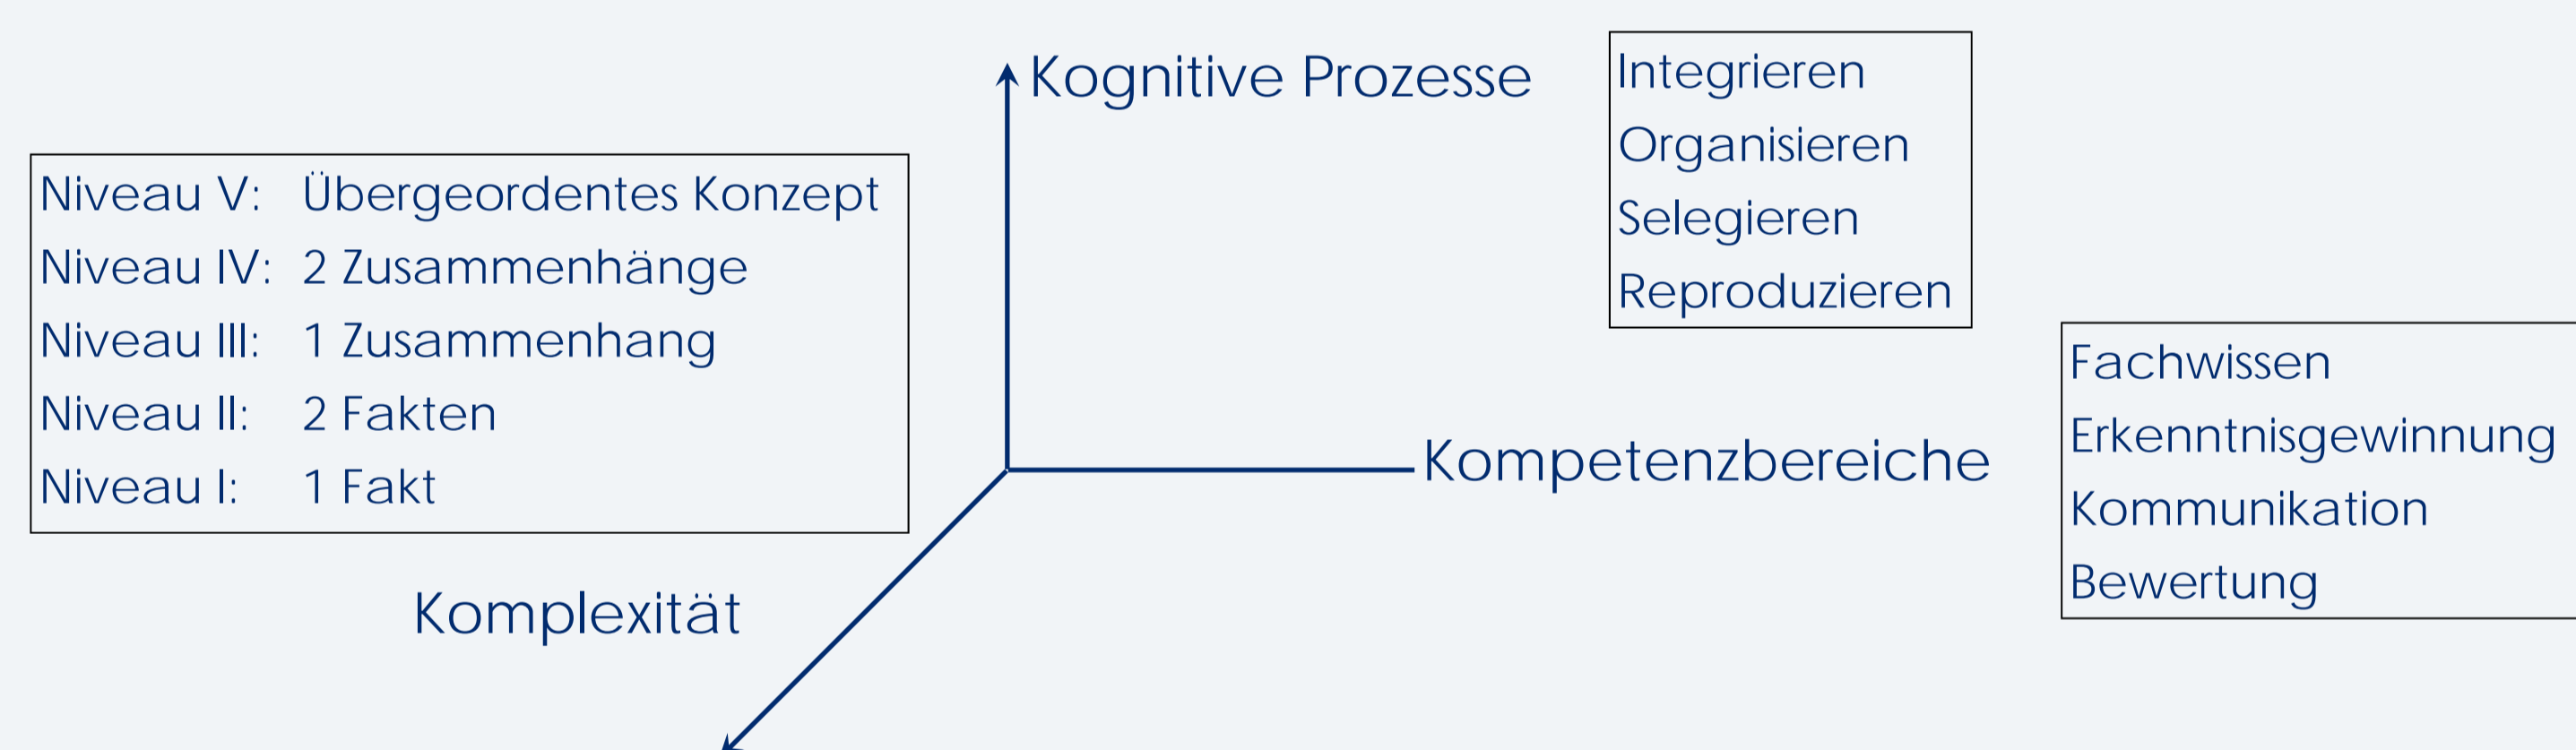 Kognitive Prozesse
Integrieren
Organisieren
Selegieren
Reproduzieren
Niveau V: Übergeordentes Konzept
Niveau IV: 2 Zusammenhänge
Niveau III: 1 Zusammenhang
Niveau II: 2 Fakten
Niveau I: 1 Fakt
Kompetenzbereiche
Fachwissen
Erkenntnisgewinnung
Kommunikation
Bewertung
Komplexität